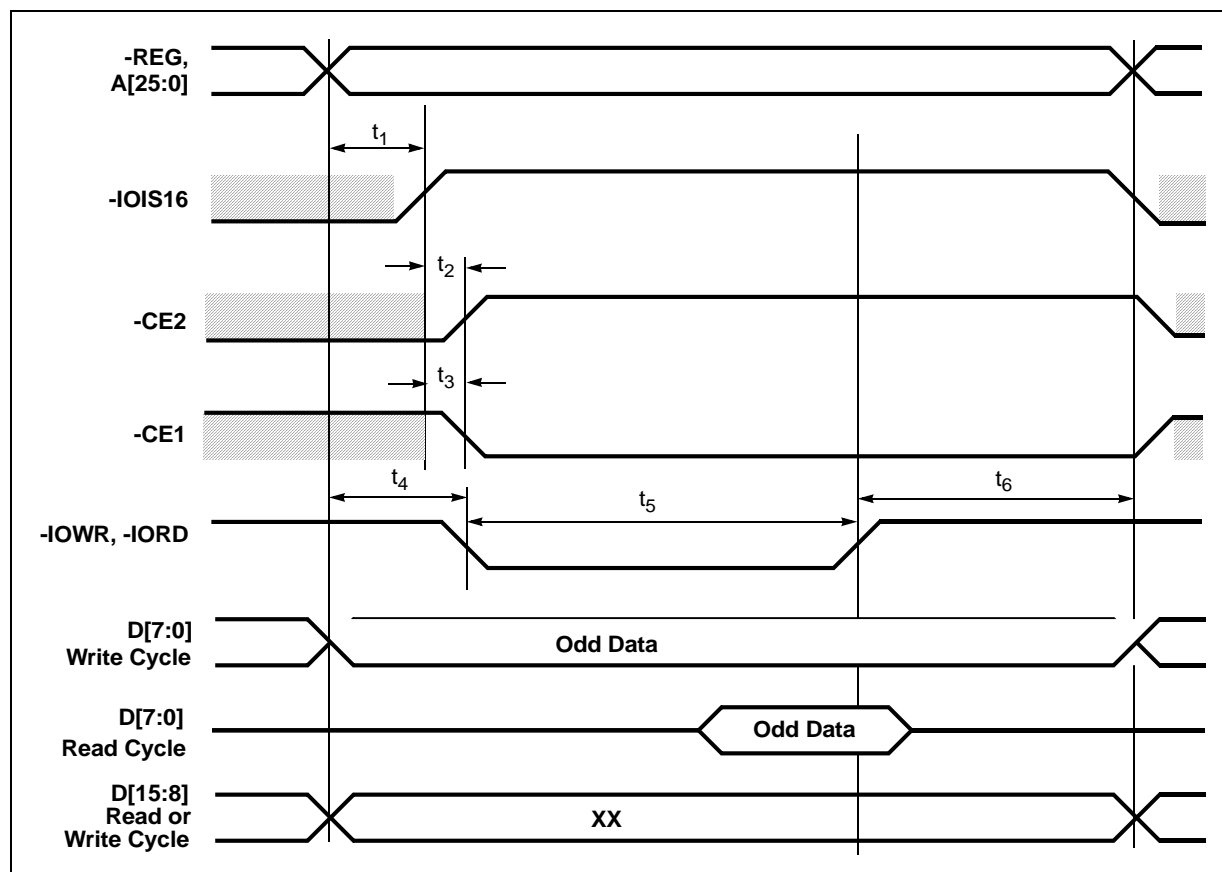 -REG,
A[25:0]
t1
-IOIS16
t2
-CE2
t3
-CE1
t4
t5
t6
-IOWR, -IORD
D[7:0]
Write Cycle
Odd Data
D[7:0]
Read Cycle
Odd Data
D[15:8]
Read or
Write Cycle
XX